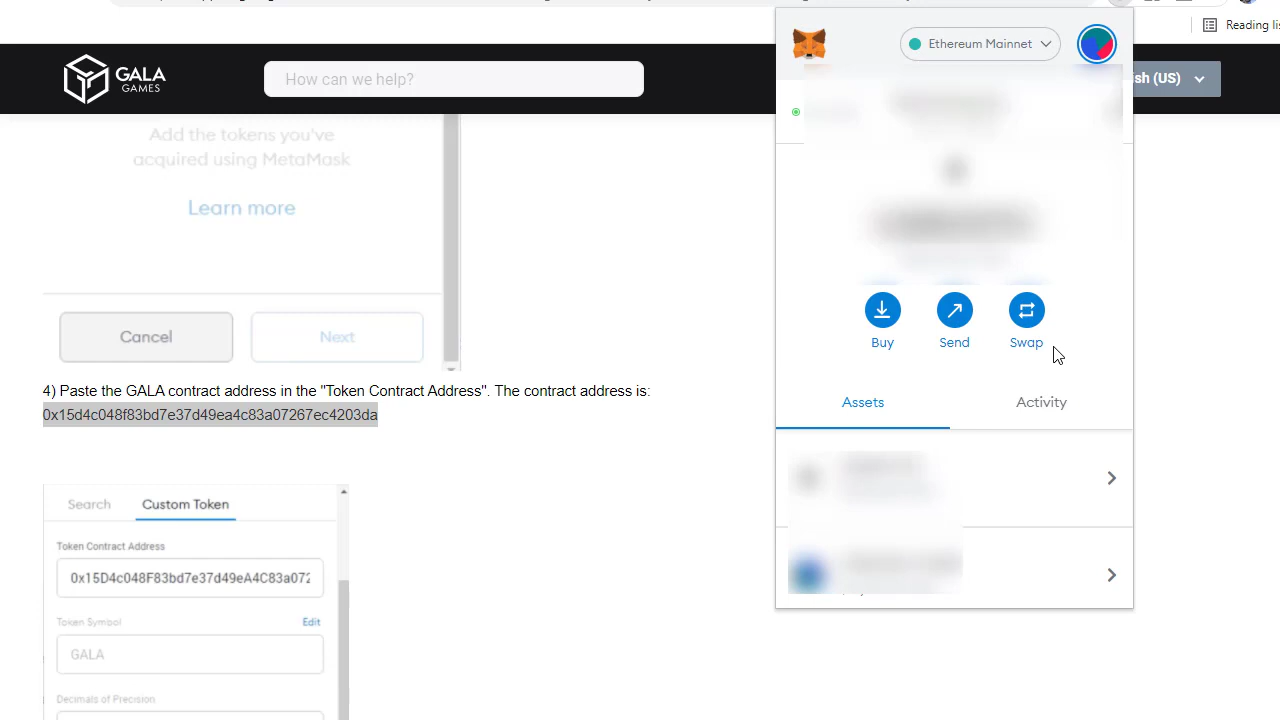 Reading
GALA
GAMES
How can we help?
Ethereum Mainnet
(US)
Add the tokens you've
acquired using MetaMask
Learn more
Cancel
Next
4) Paste the GALA contract address in the "Token Contract Address". The contract address is:
0x15d4c048f83bd7e37d49ea4c83a07267ec4203da
Buy
Send
Swap
Assets
Activity
Search
Custom Token
Token Contract Address
0x15D4c048F83bd7e37d49eA4C83a072
Token Symbol
Edit
GALA
Decimals of Precision